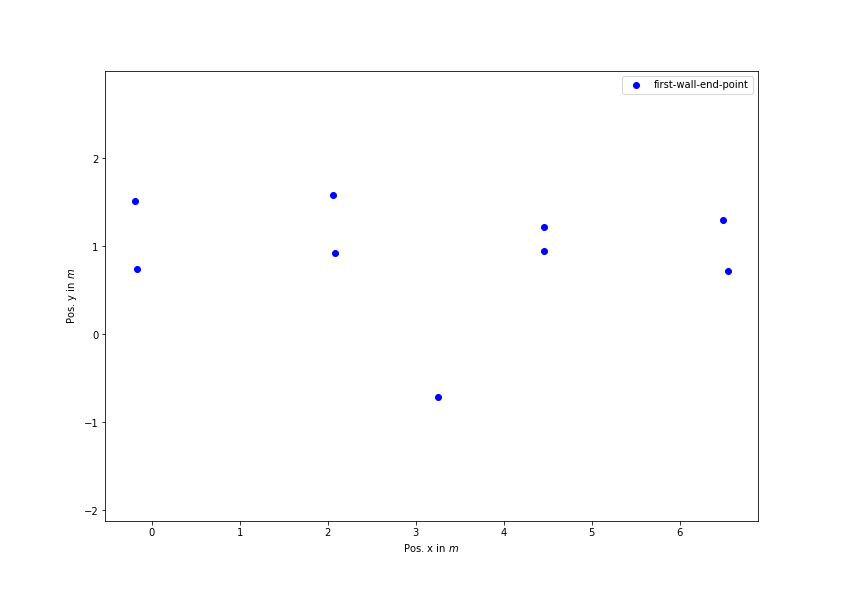 first-wall-end-point
2
1
0
−1
−2
Pos. y in m
0 1 2 3 4 5 6
Pos. x in m